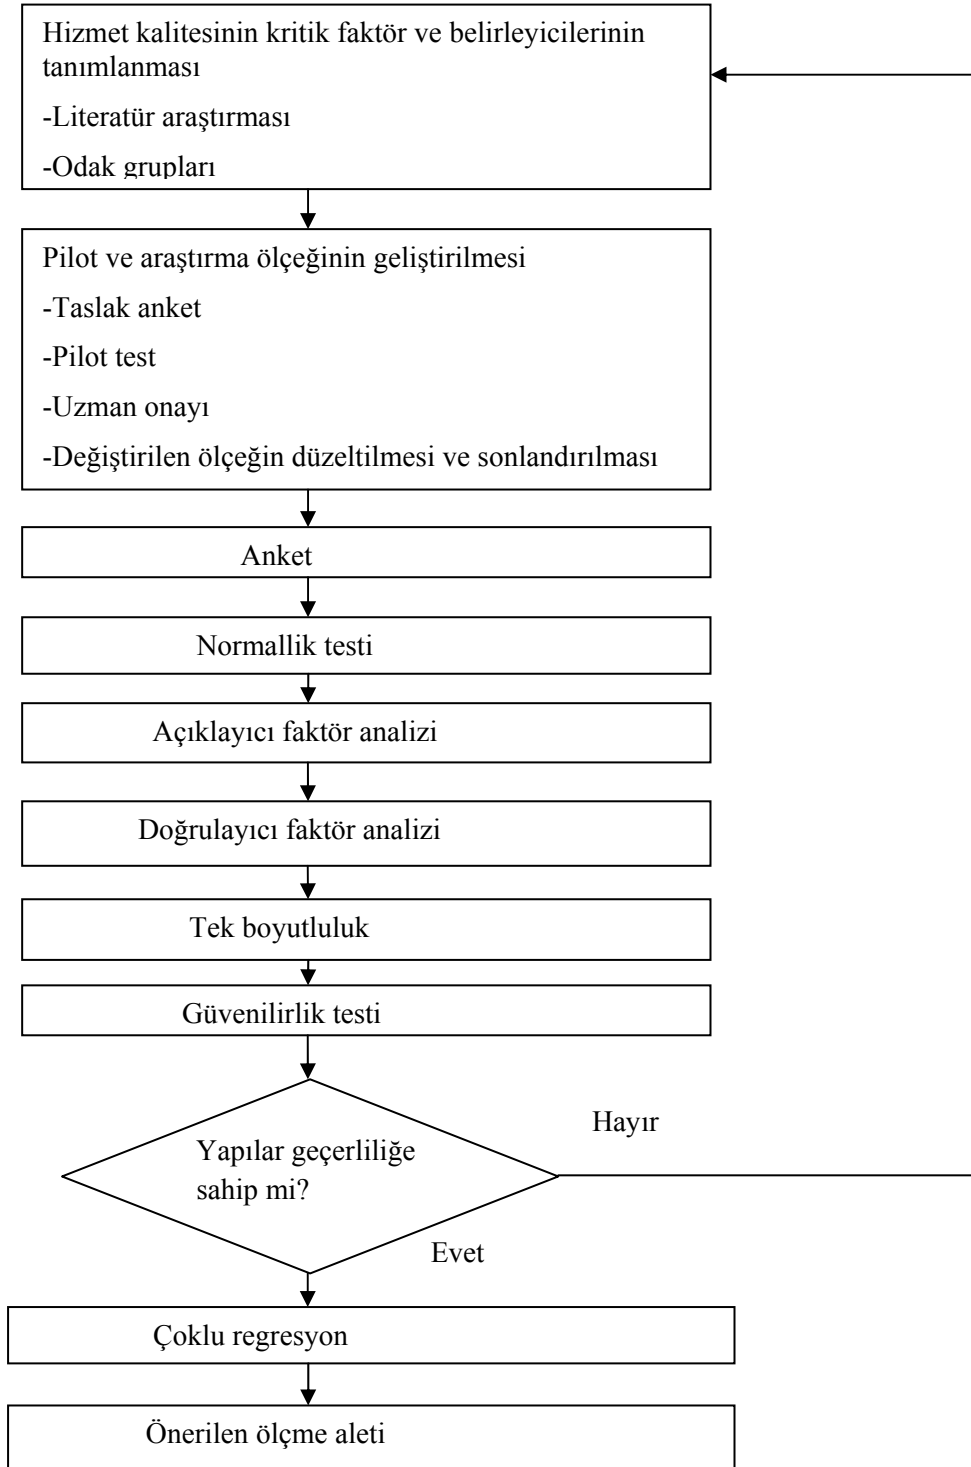 Hizmet kalitesinin kritik faktör ve belirleyicilerinin
tanımlanması
-Literatür araştırması
-Odak grupları
Pilot ve araştırma ölçeğinin geliştirilmesi
-Taslak anket
-Pilot test
-Uzman onayı
-Değiştirilen ölçeğin düzeltilmesi ve sonlandırılması
Anket
Normallik testi
Açıklayıcı faktör analizi
Doğrulayıcı faktör analizi
Tek boyutluluk
Güvenilirlik testi
Hayır
Yapılar geçerliliğe
sahip mi?
Evet
Çoklu regresyon
Önerilen ölçme aleti